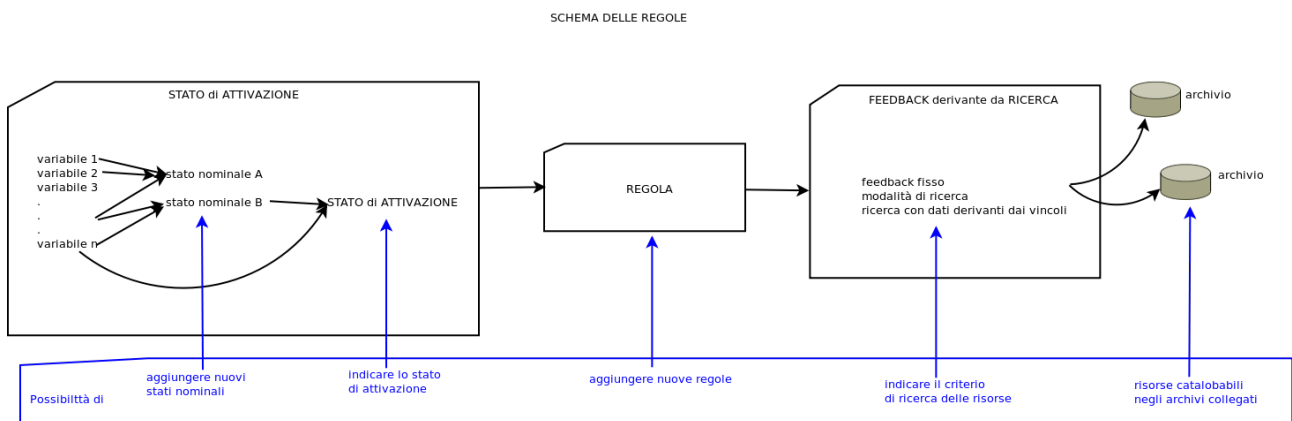 SCHEMA DELLE REGOLE
STATO di ATTIVAZIONE
variabile 1
variabile 2
variabile 3
.
.
.
variabile n
stato nominale A
stato nominale B
STATO di ATTIVAZIONE
REGOLA
FEEDBACK derivante da RICERCA
feedback fisso
modalità di ricerca
ricerca con dati derivanti dai vincoli
archivio
archivio
Possibilttà di
aggiungere nuovi
stati nominali
indicare lo stato
di attivazione
aggiungere nuove regole
indicare il criterio
di ricerca delle risorse
risorse catalobabili
negli archivi collegati